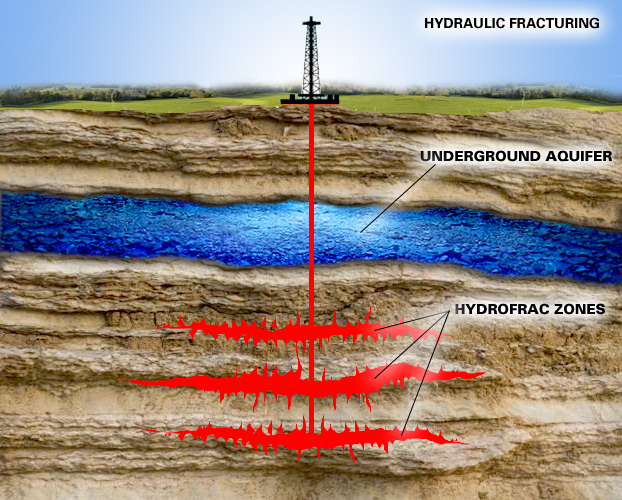 HYDRAULIC FRACTURING
UNDERGROUND AQUIFER
HYDROFRAC ZONES